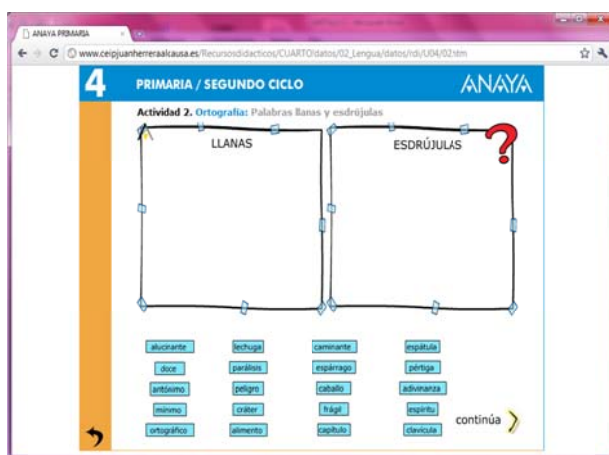 ANAYA PRIMARIA
www.ceipjuanherreraalcausa.es/Recursosdidacticos/CUARTO/datos/02_Lengua/datos/rdi/U04/02.htm
4 PRIMARIA / SEGUNDO CICLO ANAYA
Actividad 2. Ortografía: Palabras llanas y esdrújulas
LLANAS ESDRÚJULAS ?
alucinante lechuga caminante espátula
doce parálisis espárrago pértiga
antónimo peligro caballo adivinanza
mínimo cráter frágil espíritu
ortográfico alimento capítulo clavícula
continúa